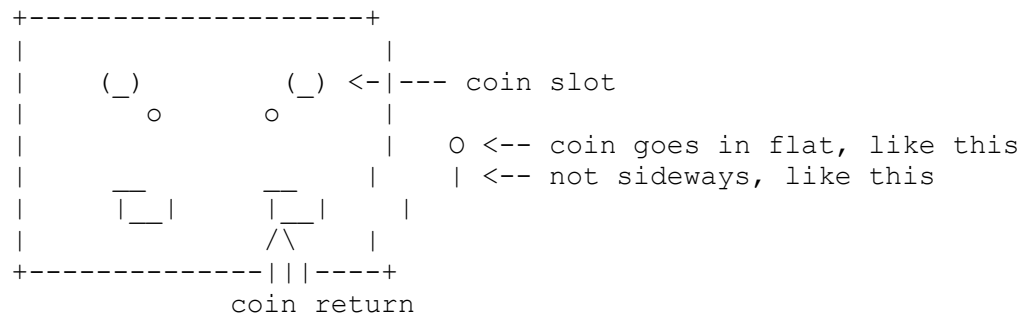 coin slot
coin goes in flat, like this
not sideways, like this
coin return